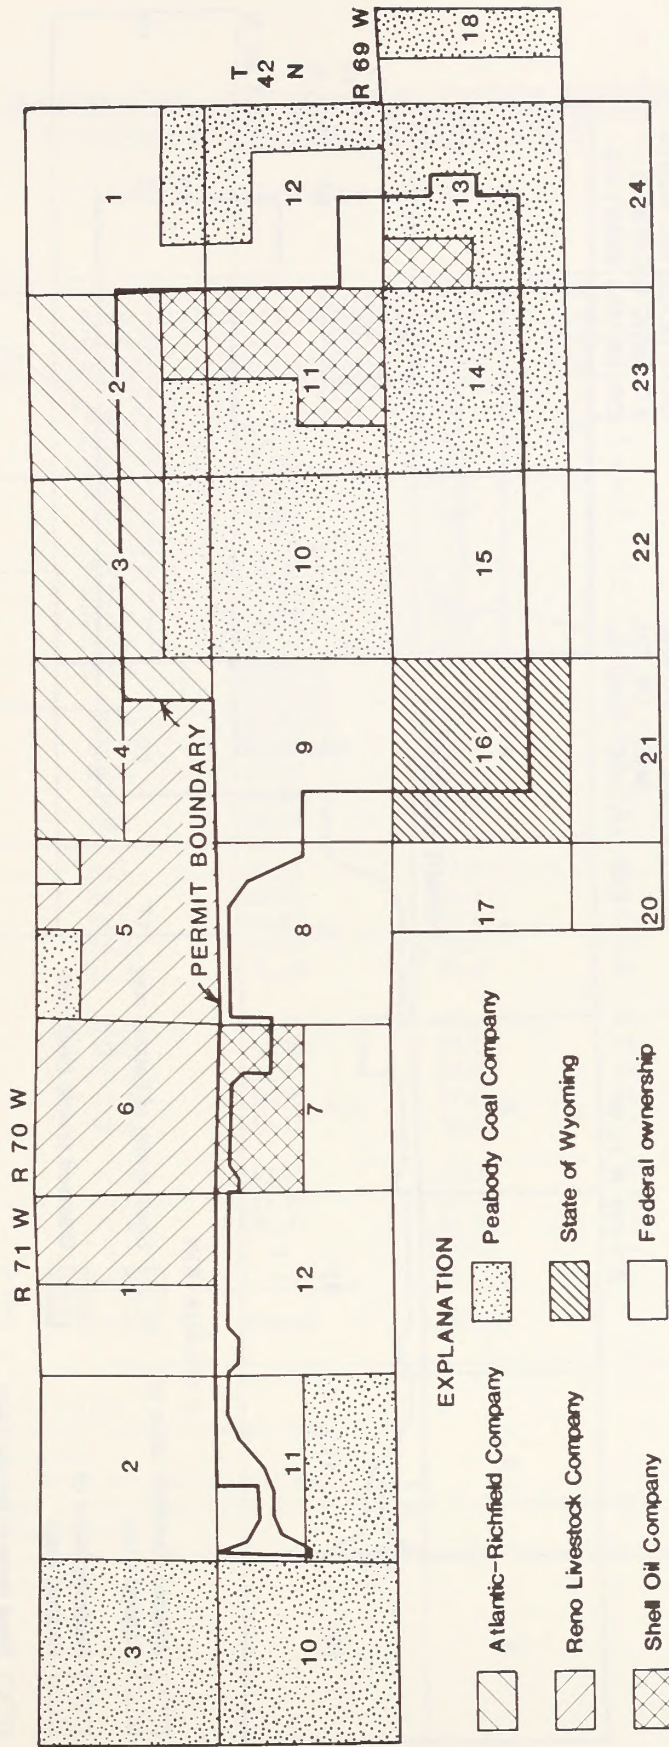 R 71 W R 70 W
T
42
N
R 69 W
3 2 1 6 5 4 3 2 1
PERMIT BOUNDARY
10 11 12 7 8 9 10 11 12
17 16 15 14 13 18
20 21 22 23 24
EXPLANATION
Atlantic-Richfield Company
Reno Livestock Company
Shell Oil Company
Peabody Coal Company
State of Wyoming
Federal ownership